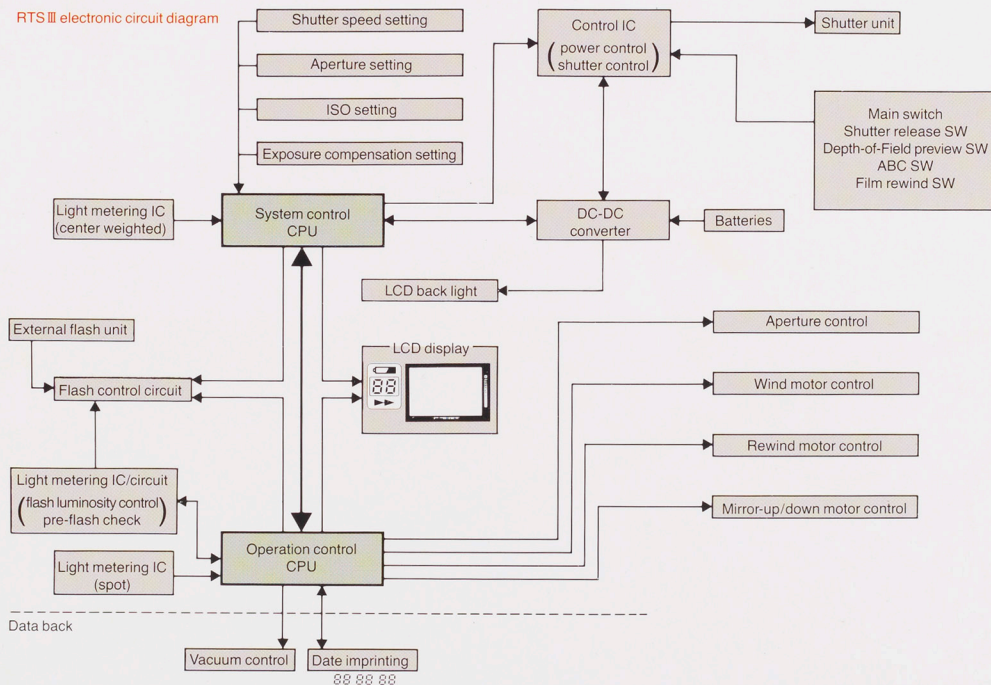 RTS III electronic circuit diagram
Shutter speed setting
Aperture setting
ISO setting
Exposure compensation setting
Control IC
(power control
shutter control)
Shutter unit
Main switch
Shutter release SW
Depth-of-Field preview SW
ABC SW
Film rewind SW
Light metering IC
(center weighted)
System control
CPU
DC-DC
converter
Batteries
LCD back light
External flash unit
Flash control circuit
LCD display
88
Aperture control
Wind motor control
Rewind motor control
Mirror-up/down motor control
Light metering IC/circuit
(flash luminosity control
pre-flash check)
Light metering IC
(spot)
Operation control
CPU
Data back
Vacuum control
Date imprinting
88 88 88